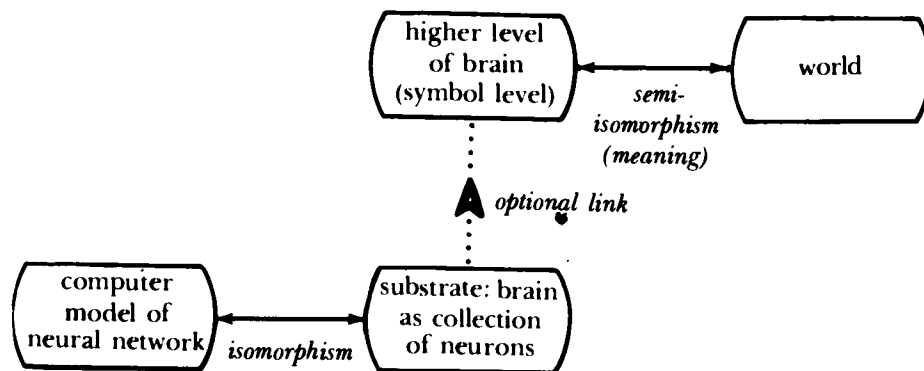 higher level
of brain
(symbol level)
world
semi-
isomorphism
(meaning)
optional link
computer
model of
neural network
isomorphism
substrate: brain
as collection
of neurons